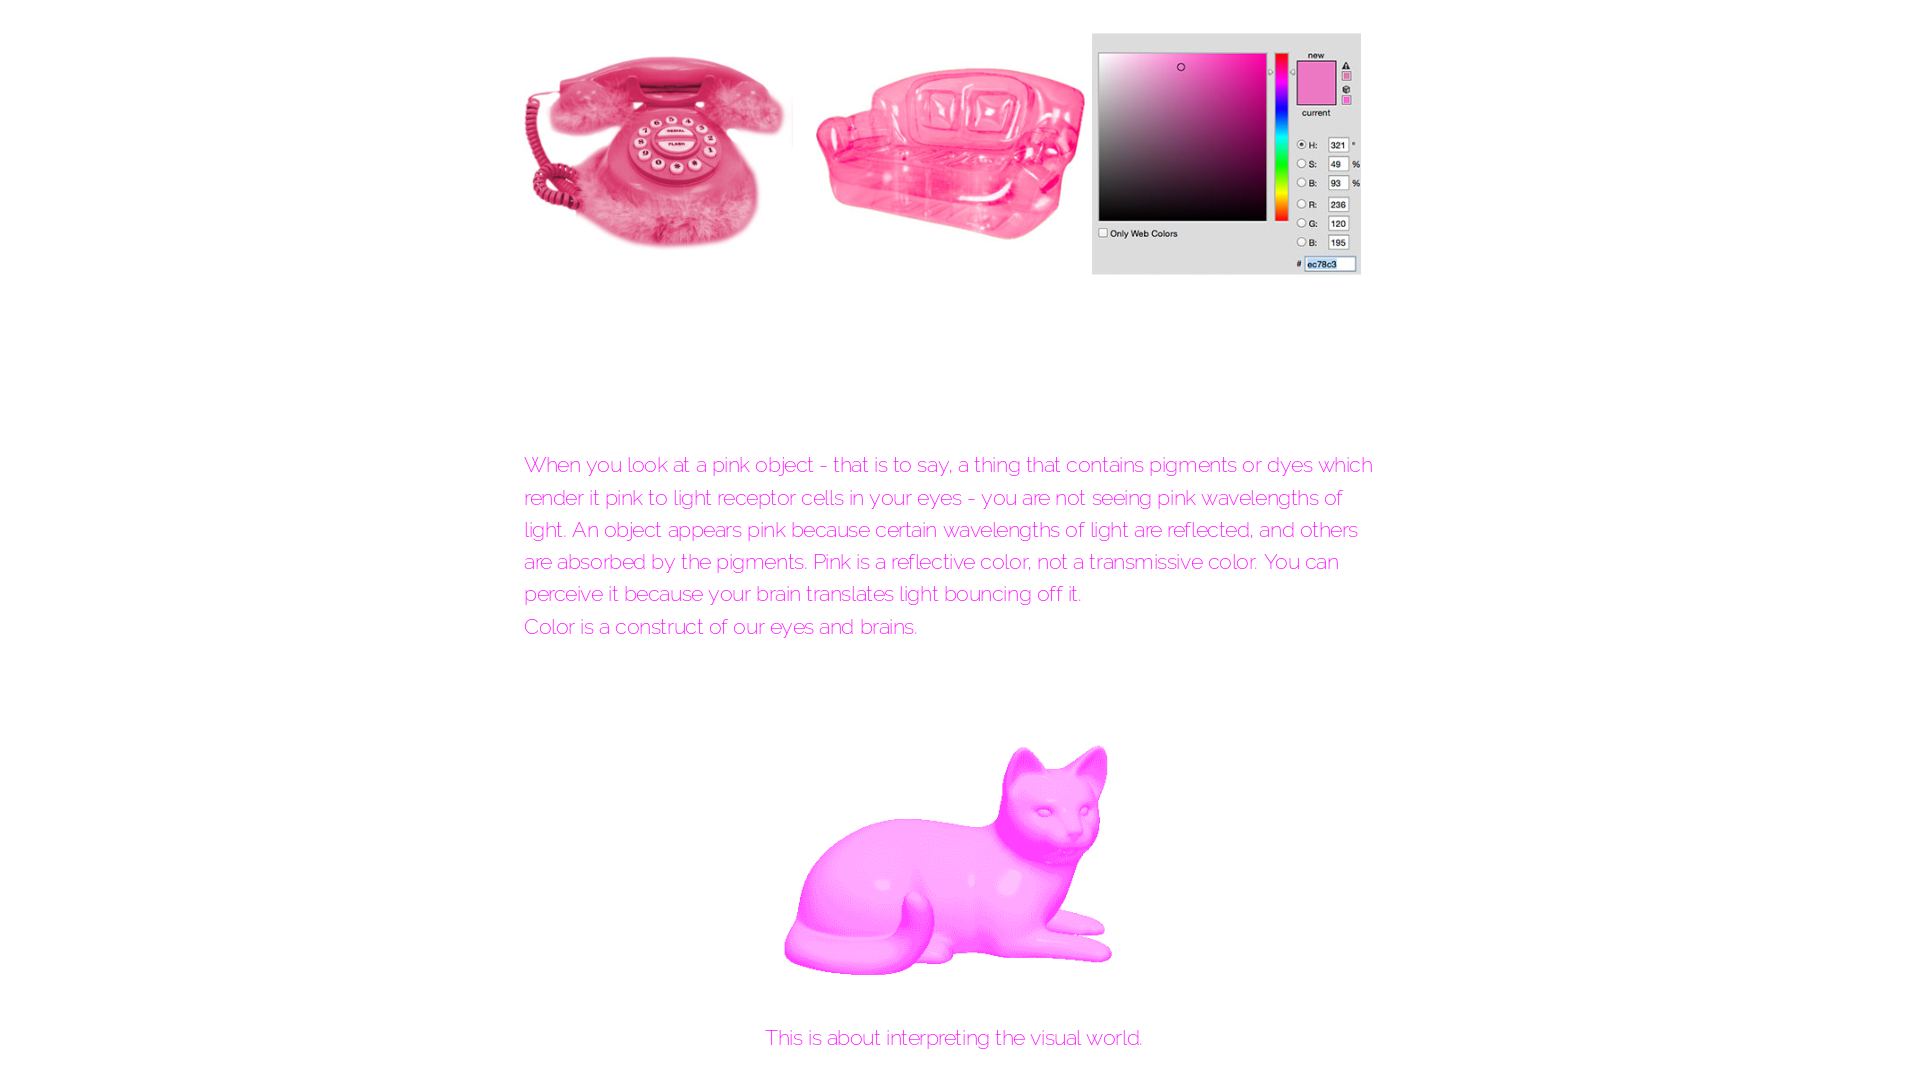 new
current
H: 321 °
S: 49 %
B: 93 %
R: 236
G: 120
B: 195
Only Web Colors
# ec78c3
When you look at a pink object - that is to say, a thing that contains pigments or dyes which
render it pink to light receptor cells in your eyes - you are not seeing pink wavelengths of
light. An object appears pink because certain wavelengths of light are reflected, and others
are absorbed by the pigments. Pink is a reflective color, not a transmissive color. You can
perceive it because your brain translates light bouncing off it.
Color is a construct of our eyes and brains.
This is about interpreting the visual world.